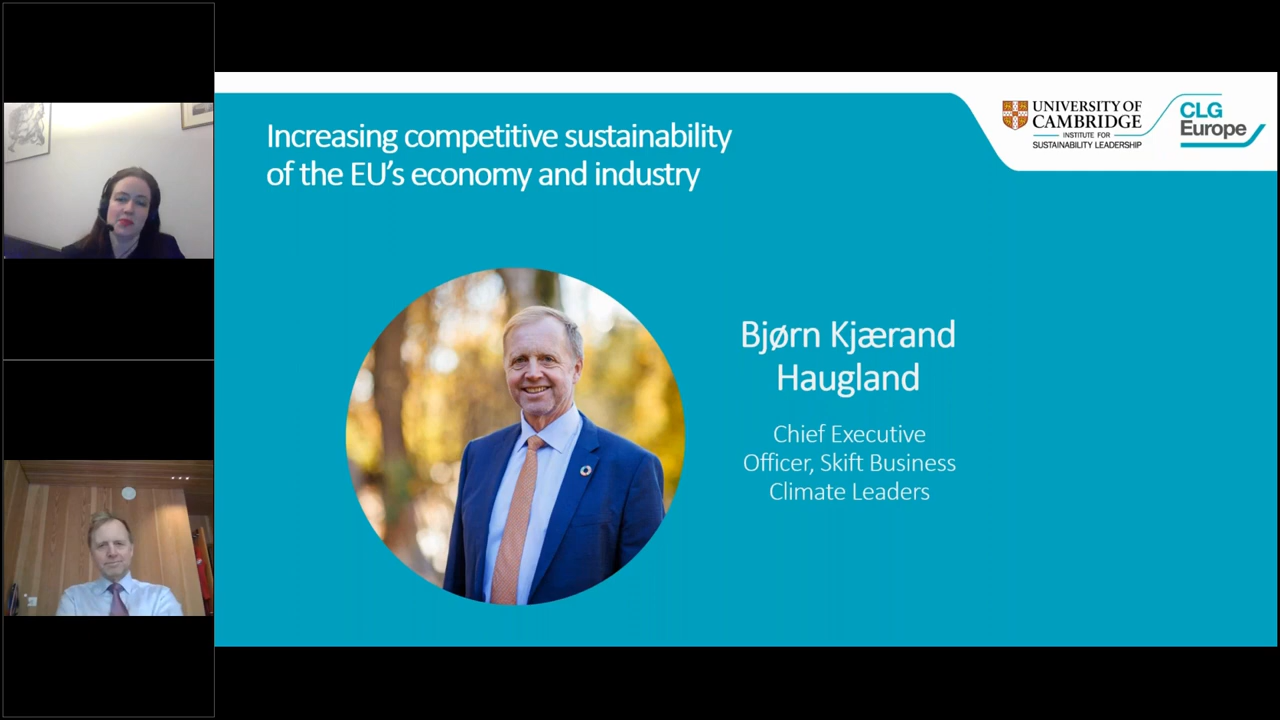 Increasing competitive sustainability
of the EU's economy and industry
UNIVERSITY OF
CAMBRIDGE
INSTITUTE FOR
SUSTAINABILITY LEADERSHIP
CLG
Europe
Bjørn Kjærand
Haugland
Chief Executive
Officer, Skift Business
Climate Leaders